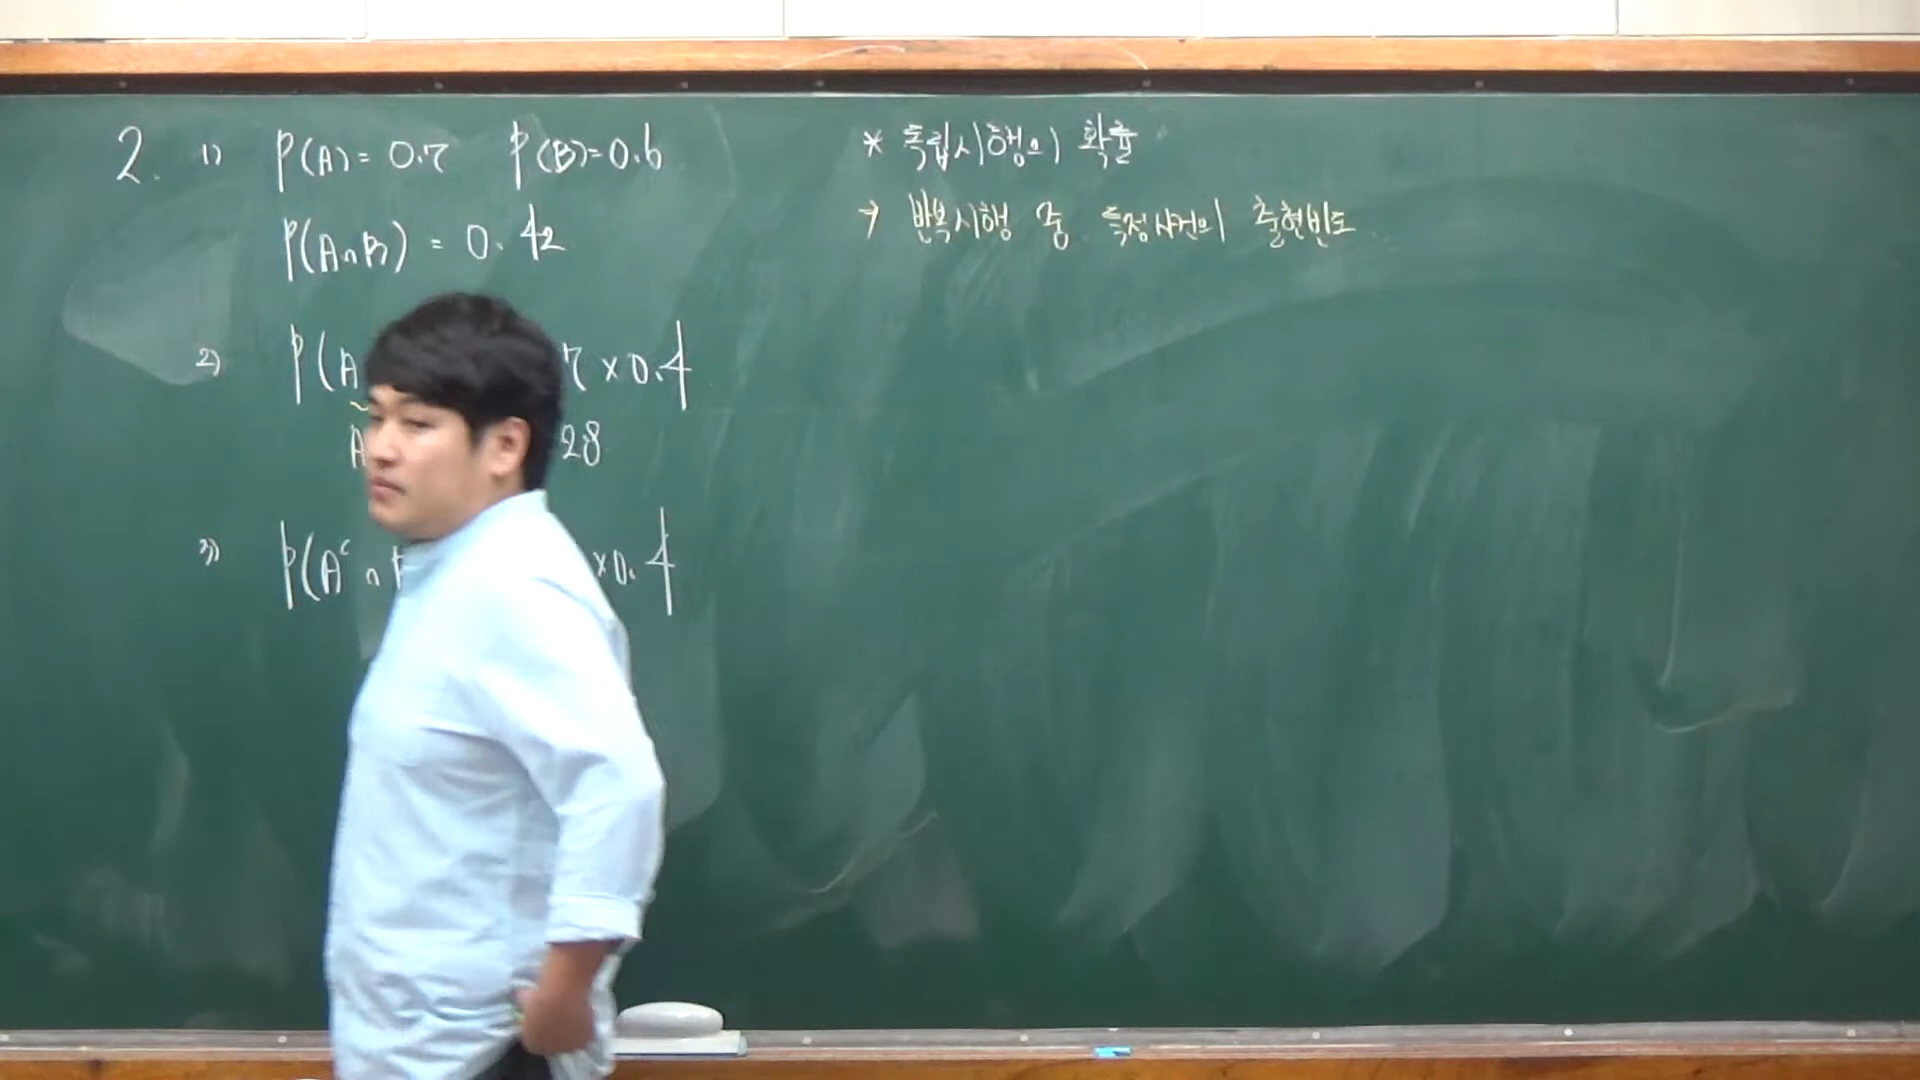 2. 1) P(A)=0.7 P(B)=0.6
P(A∩B) = 0.42
2) P(A 7×0.4
A 28
3) P(Aᶜ∩ ×0.4
* 독립시행의 확률
→ 반복시행 중 특정사건의 출현빈도